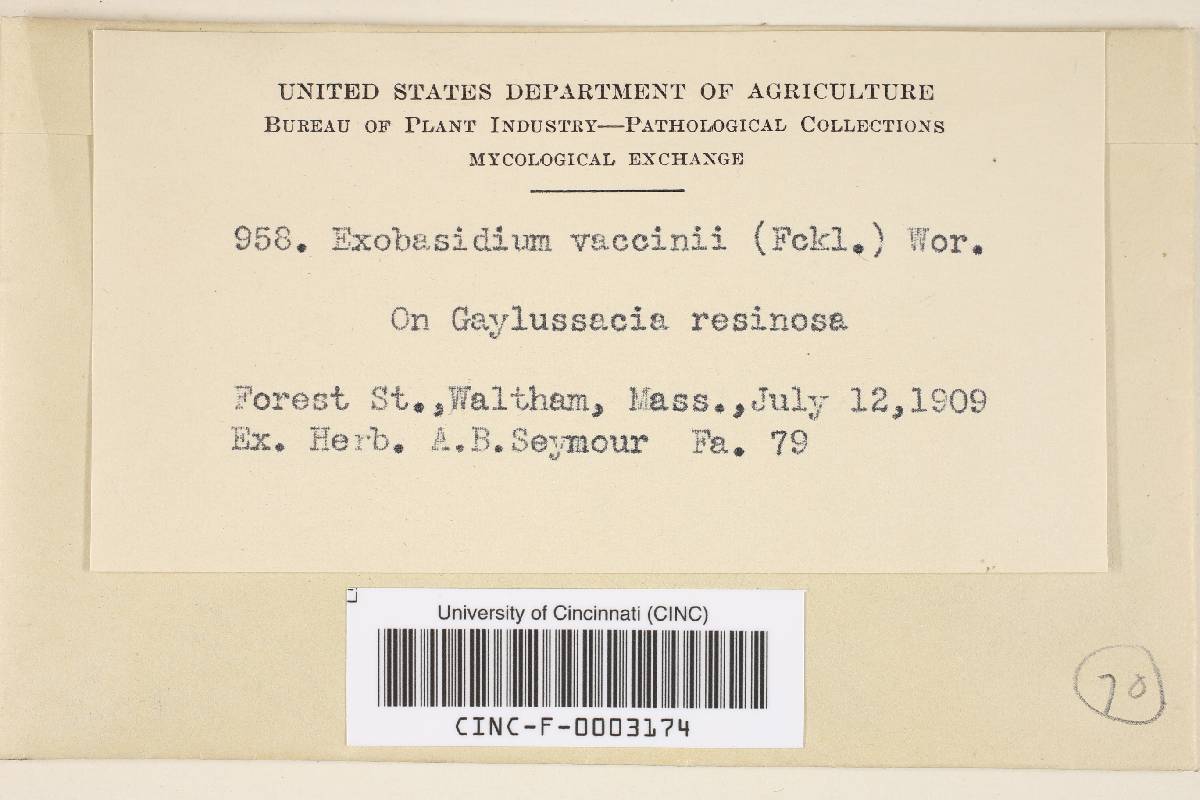 UNITED STATES DEPARTMENT OF AGRICULTURE
BUREAU OF PLANT INDUSTRY—PATHOLOGICAL COLLECTIONS
MYCOLOGICAL EXCHANGE
958. Exobasidium vaccinii (Fckl.) Wor.
On Gaylussacia resinosa
Forest St.,Waltham, Mass.,July 12,1909
Ex. Herb. A.B.Seymour Fa. 79
University of Cincinnati (CINC)
CINC-F-0003174
70